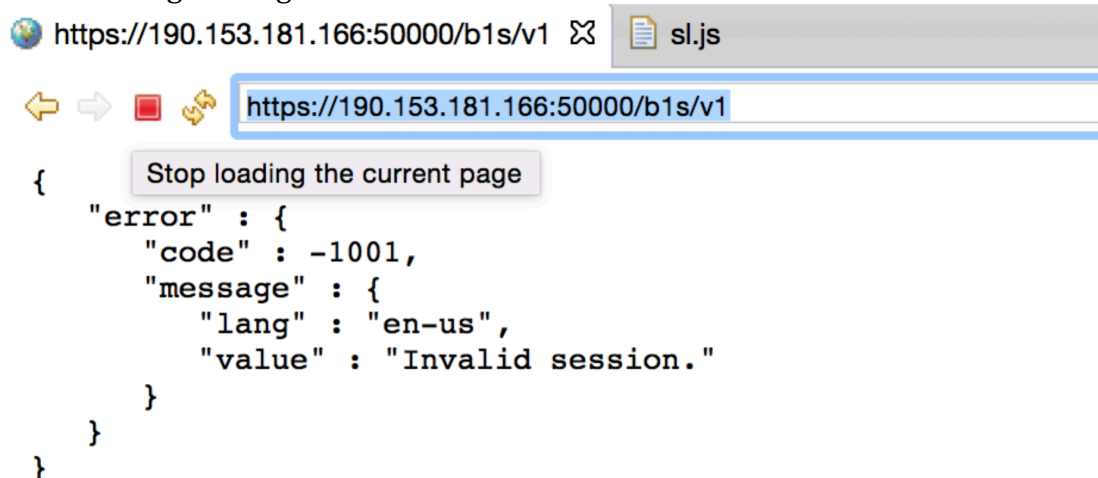 https://190.153.181.166:50000/b1s/v1 sl.js
https://190.153.181.166:50000/b1s/v1
Stop loading the current page
{
"error" : {
"code" : -1001,
"message" : {
"lang" : "en-us",
"value" : "Invalid session."
}
}
}